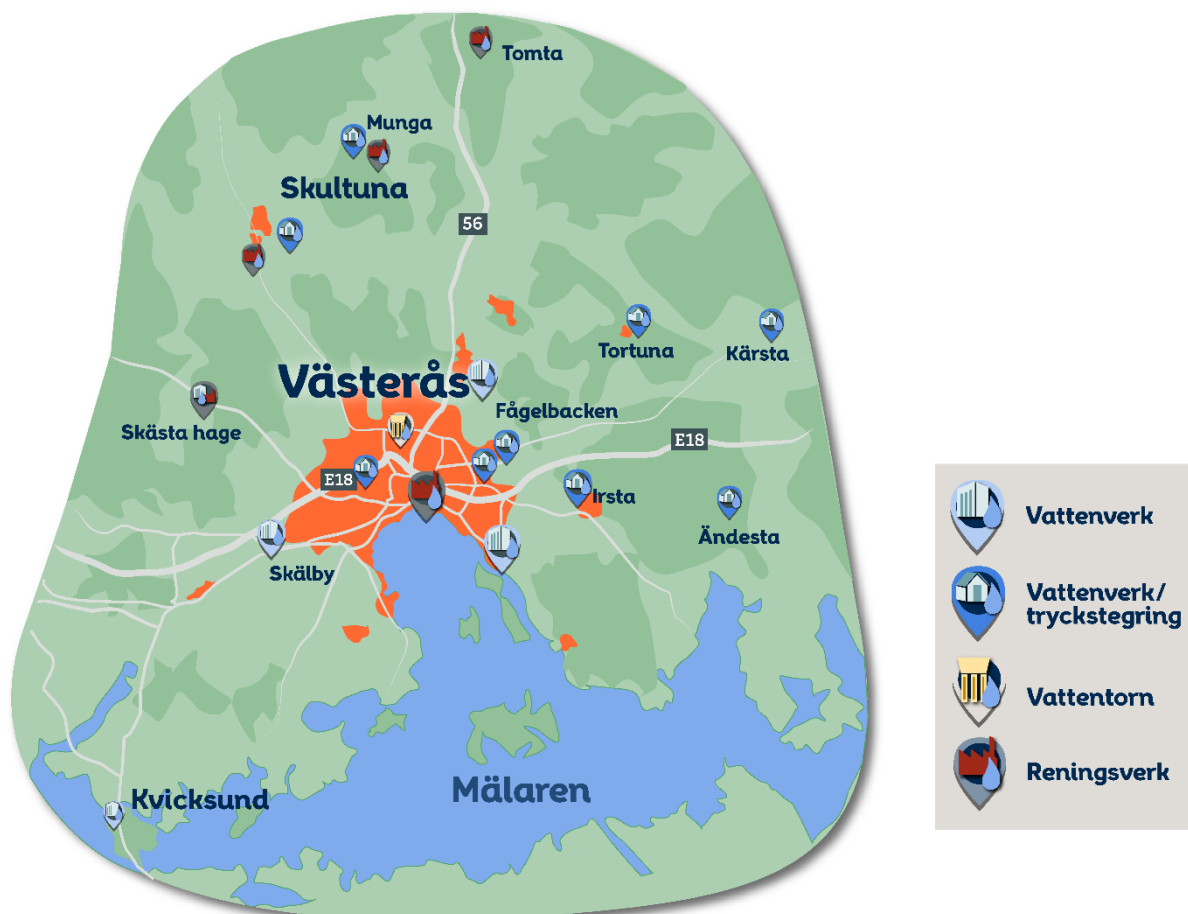 Tomta
Munga
Skultuna
56
Tortuna
Kärsta
Västerås
Fågelbacken
Skästa hage
E18
E18
Irsta
Ändesta
Skälby
Kvicksund
Mälaren
Vattenverk
Vattenverk/
tryckstegring
Vattentorn
Reningsverk